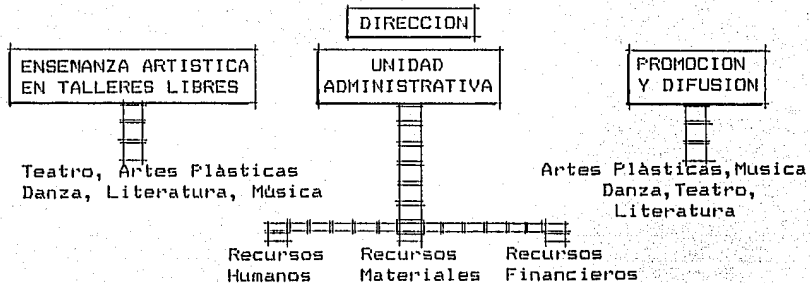 DIRECCION
ENSENANZA ARTISTICA
EN TALLERES LIBRES
UNIDAD
ADMINISTRATIVA
PROMOCION
Y DIFUSION
Teatro, Artes Plàsticas
Danza, Literatura, Mùsica
Artes Plàsticas,Musica
Danza,Teatro,
Literatura
Recursos
Humanos
Recursos
Materiales
Recursos
Financieros